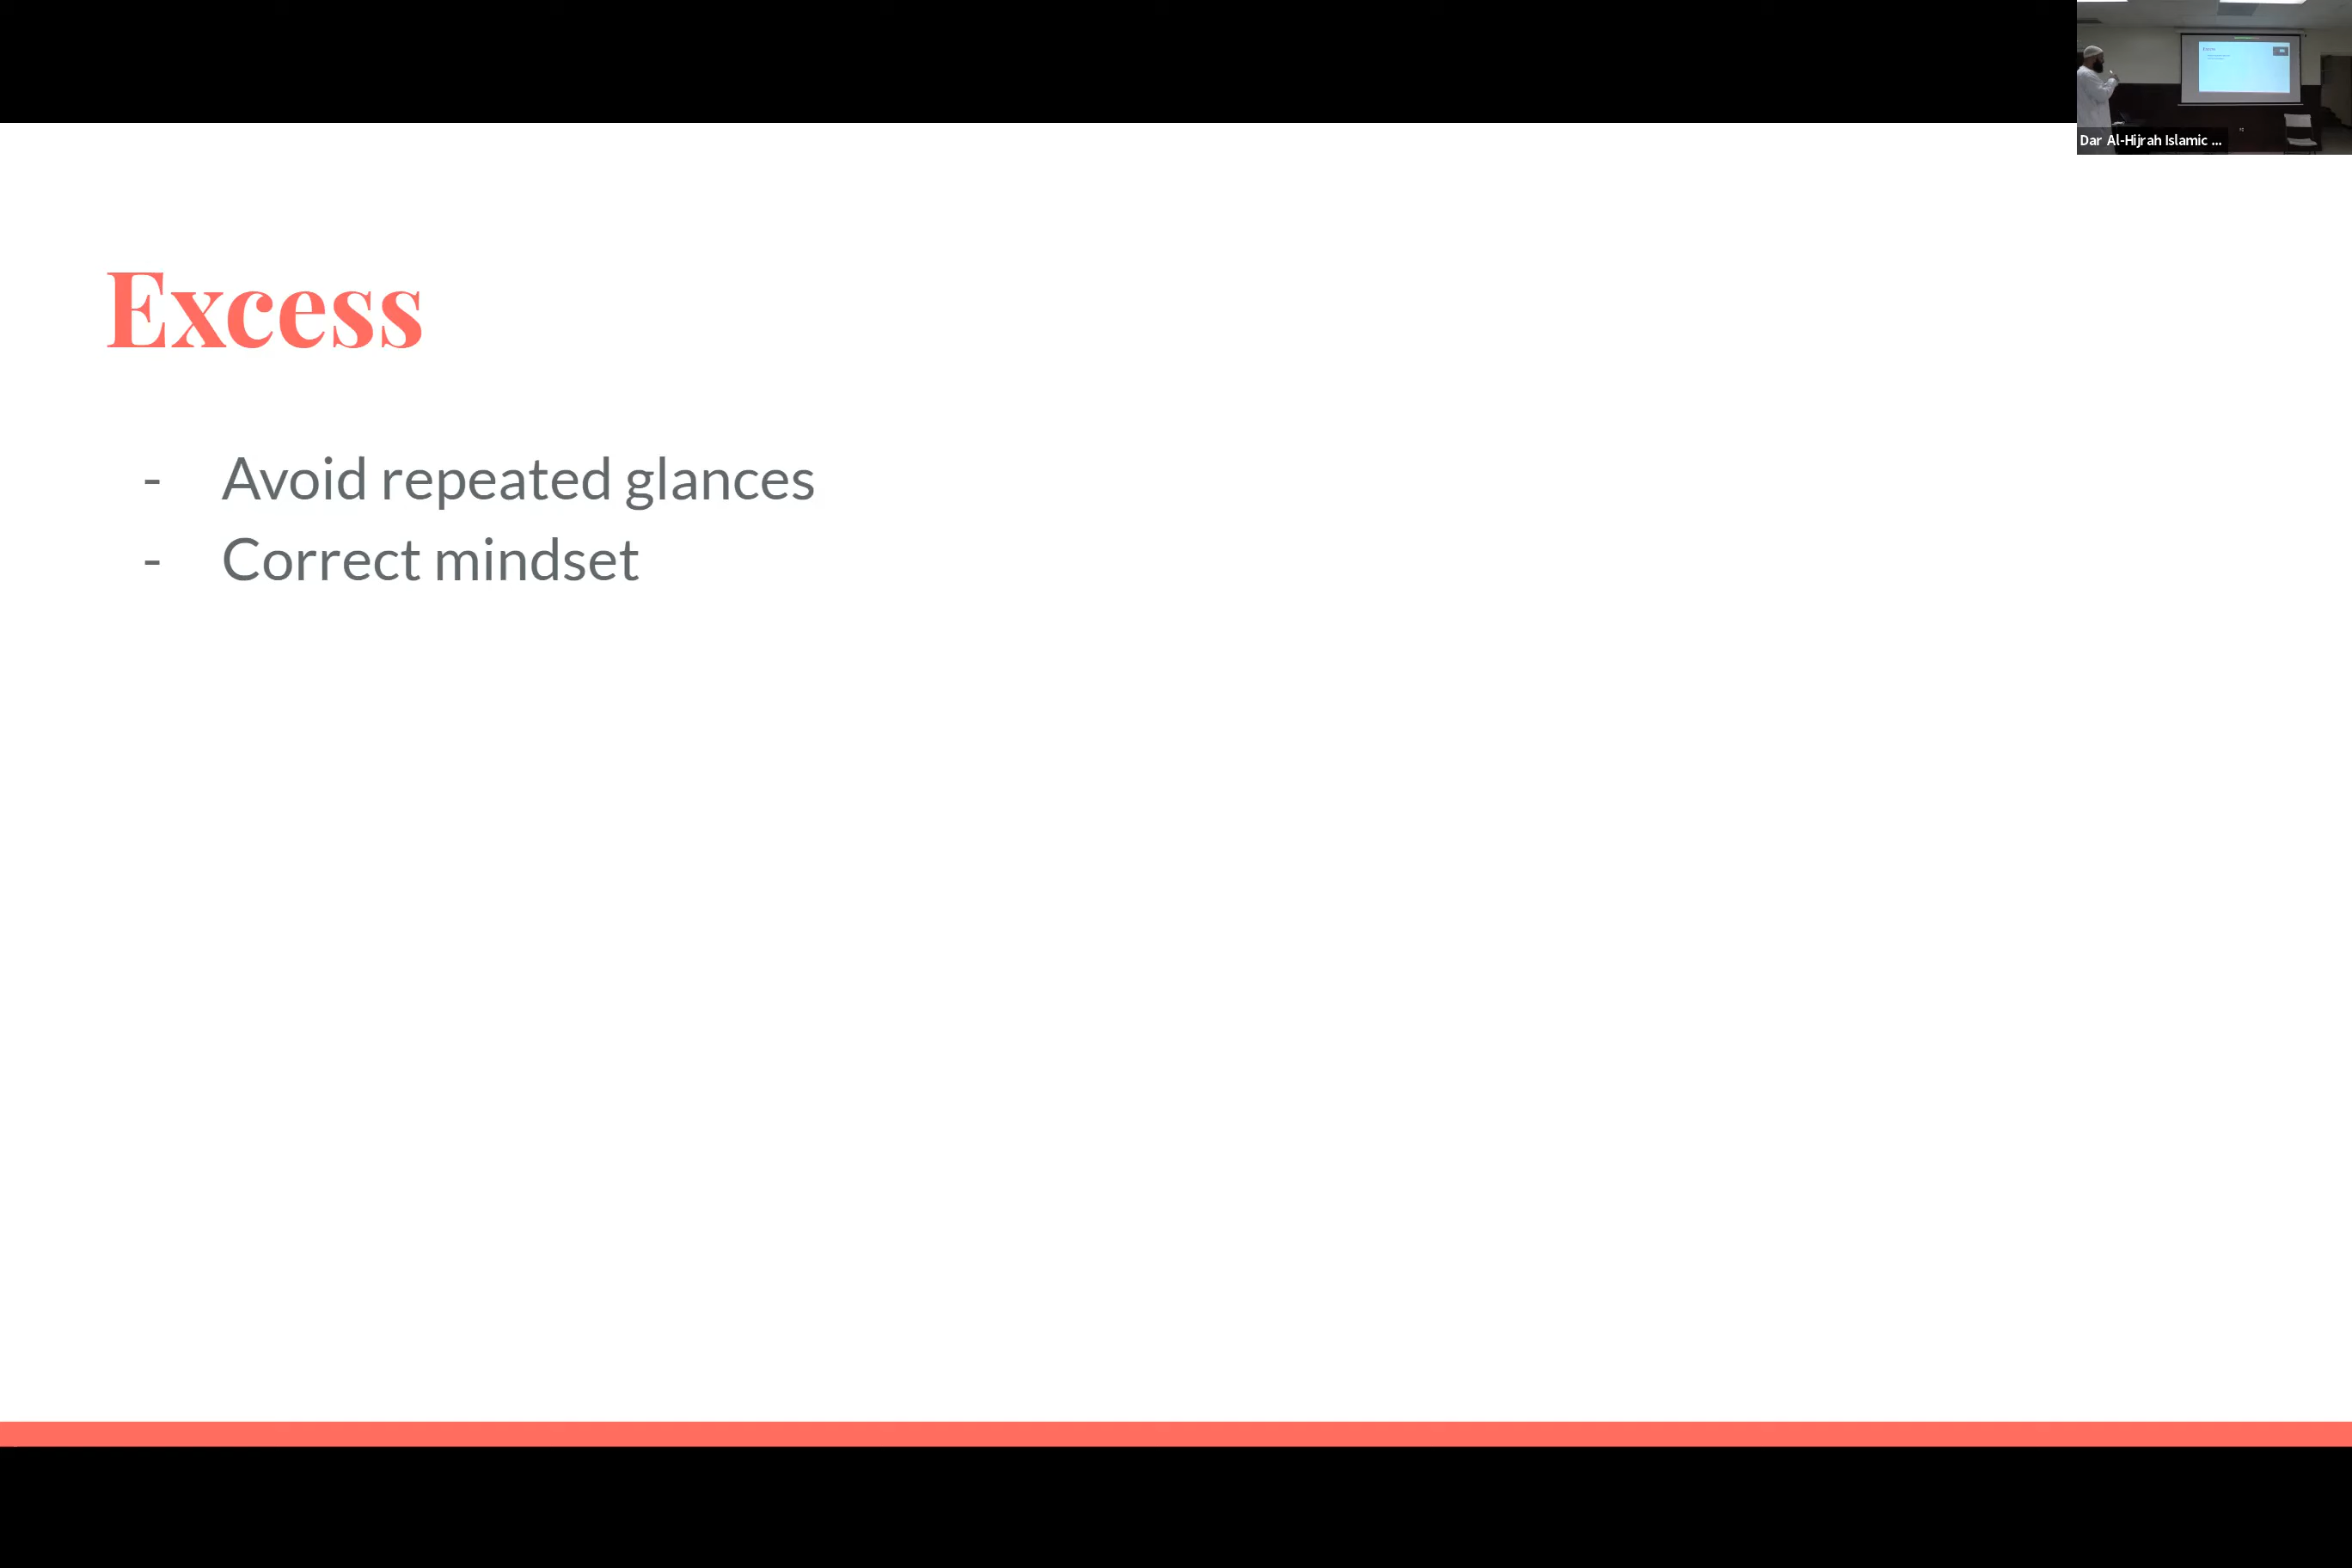 Dar Al-Hijrah Islamic ...
Excess
- Avoid repeated glances
- Correct mindset